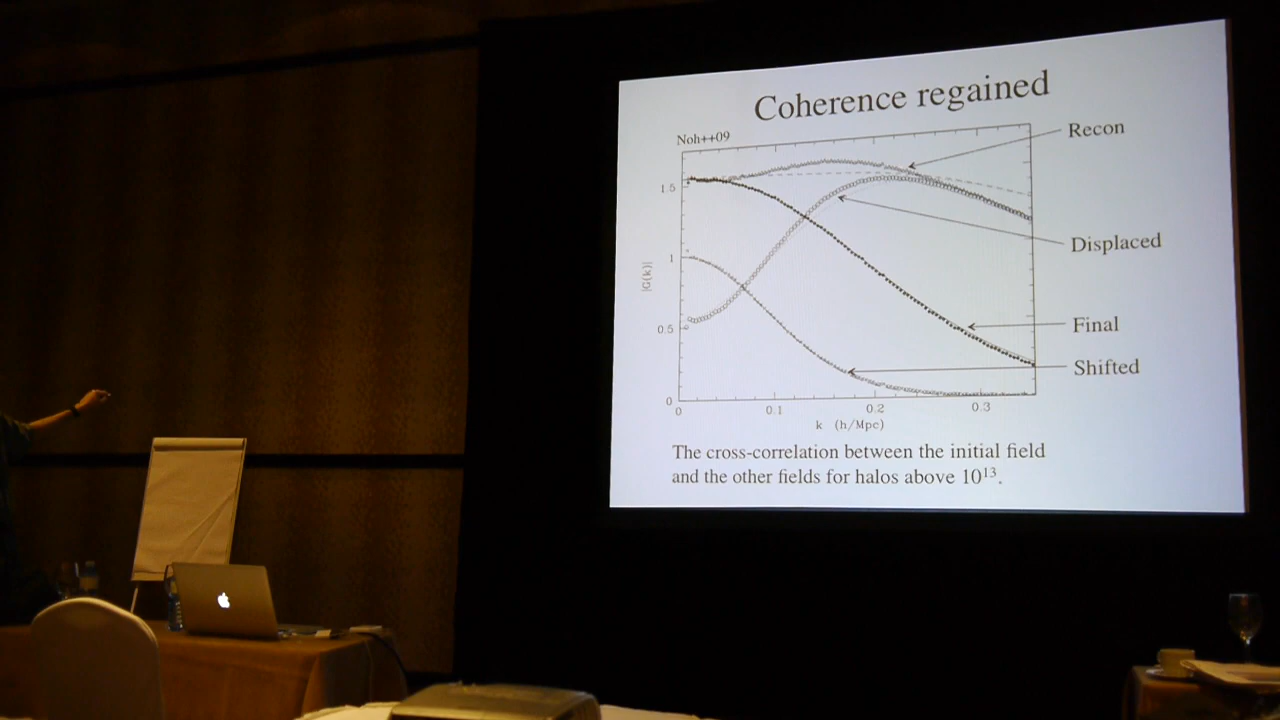 Coherence regained
Noh++09
Recon
Displaced
Final
Shifted
1.5
1
0.5
0
|G(k)|
0
0.1
0.2
0.3
k (h/Mpc)
The cross-correlation between the initial field
and the other fields for halos above 10¹³.